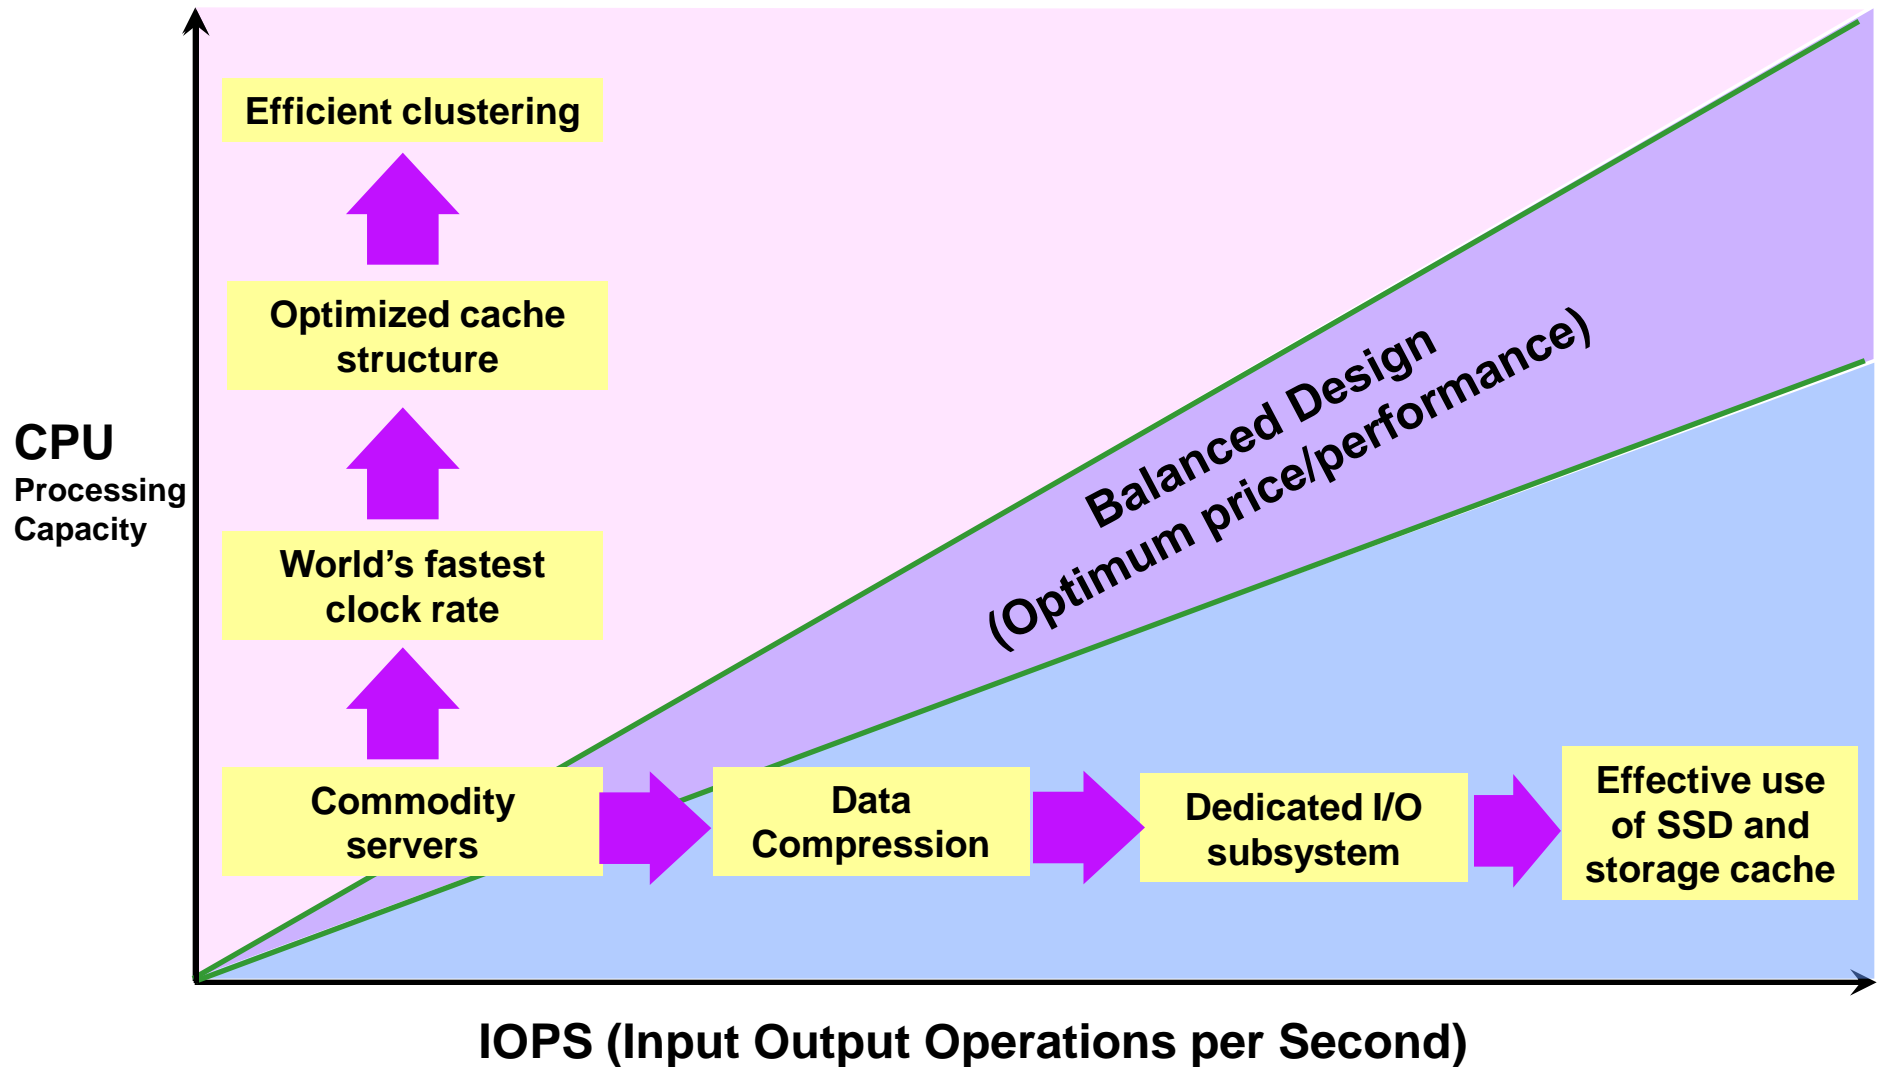 Efficient clustering
Optimized cache
structure
CPU
Processing
Capacity
World’s fastest
clock rate
Balanced Design
(Optimum price/performance)
Commodity
servers
Data
Compression
Dedicated I/O
subsystem
Effective use
of SSD and
storage cache
IOPS (Input Output Operations per Second)